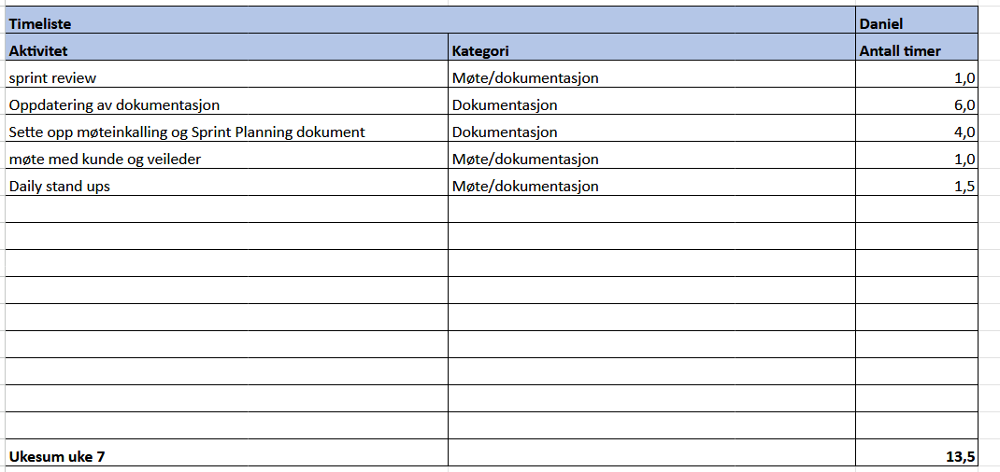 Timeliste Daniel
Aktivitet Kategori Antall timer
sprint review Møte/dokumentasjon 1,0
Oppdatering av dokumentasjon Dokumentasjon 6,0
Sette opp møteinkalling og Sprint Planning dokument Dokumentasjon 4,0
møte med kunde og veileder Møte/dokumentasjon 1,0
Daily stand ups Møte/dokumentasjon 1,5
Ukesum uke 7 13,5